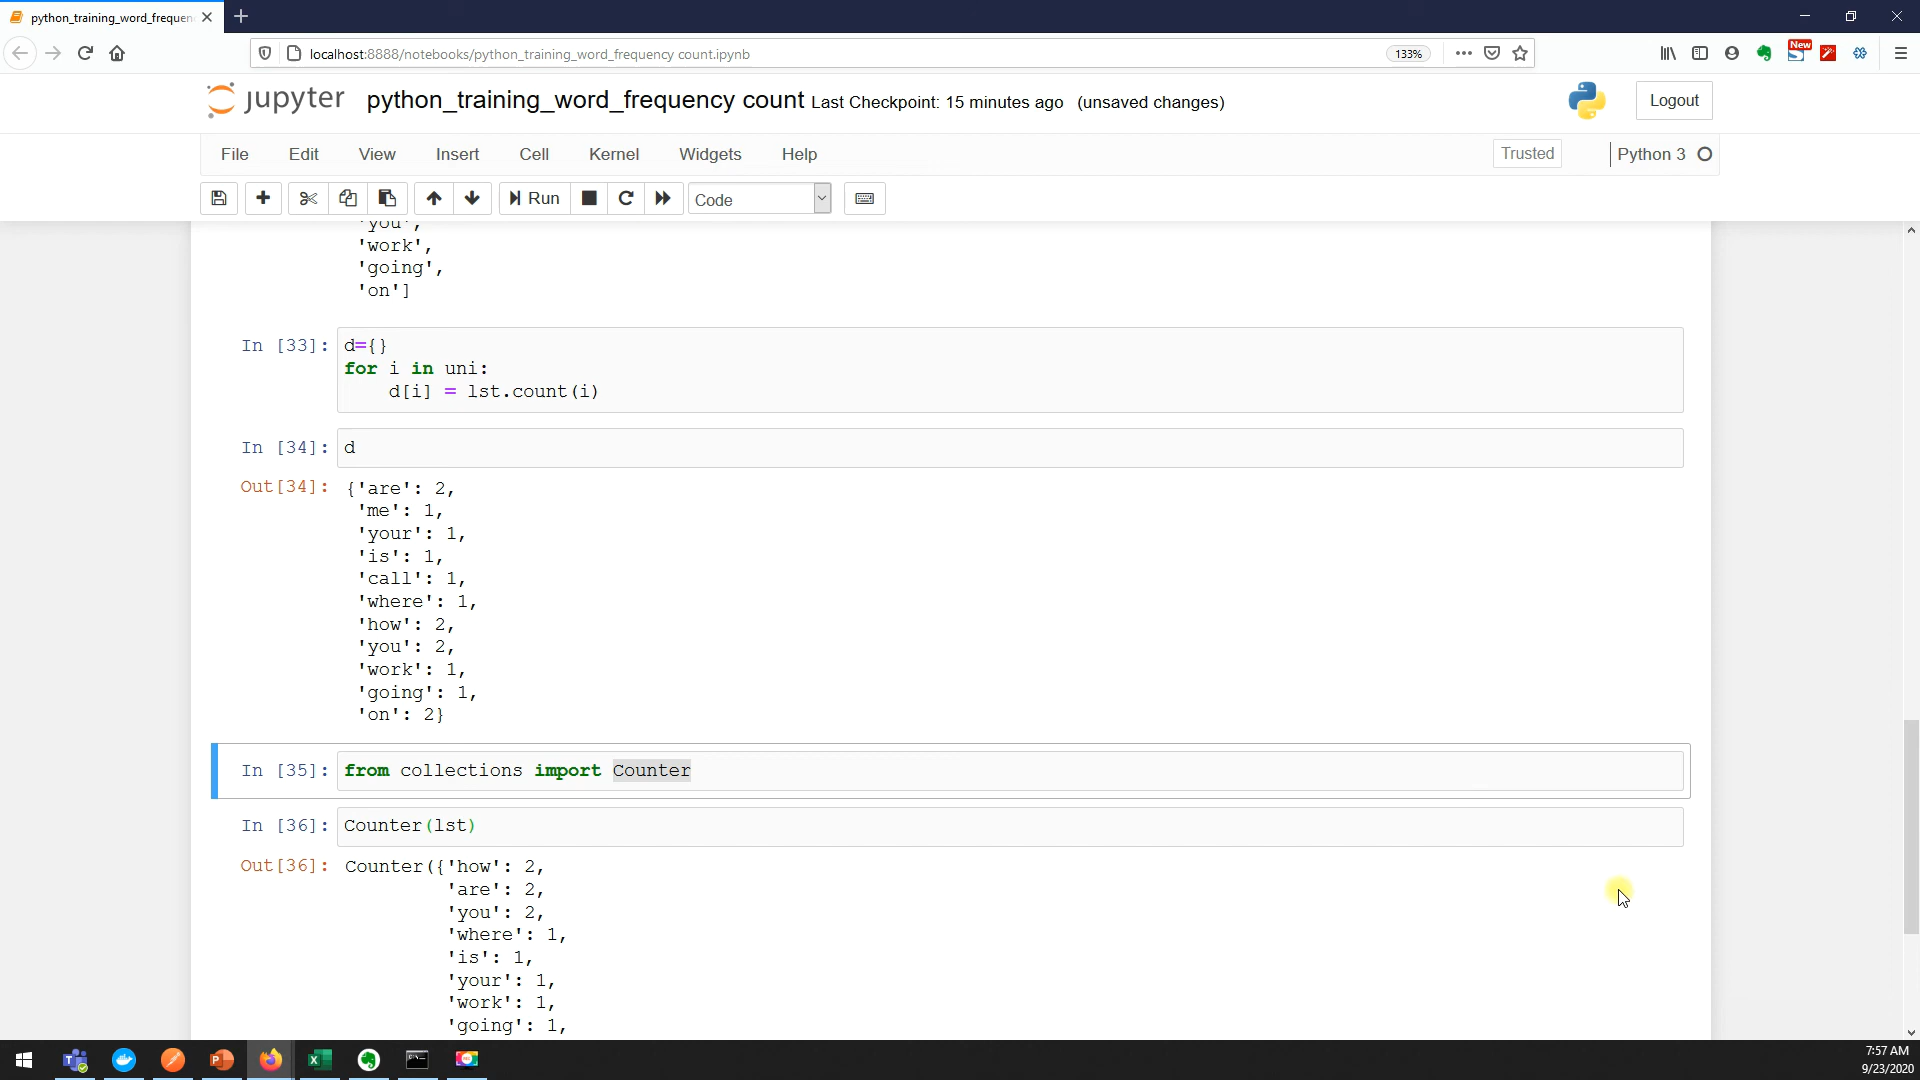 python_training_word_frequen
localhost:8888/notebooks/python_training_word_frequency count.ipynb
133%
New
jupyter python_training_word_frequency count Last Checkpoint: 15 minutes ago (unsaved changes)
Logout
File Edit View Insert Cell Kernel Widgets Help
Trusted
Python 3
Run
Code
'you',
'work',
'going',
'on']
In [33]: d={}
for i in uni:
d[i] = lst.count(i)
In [34]: d
Out[34]: {'are': 2,
'me': 1,
'your': 1,
'is': 1,
'call': 1,
'where': 1,
'how': 2,
'you': 2,
'work': 1,
'going': 1,
'on': 2}
In [35]: from collections import Counter
In [36]: Counter(lst)
Out[36]: Counter({'how': 2,
'are': 2,
'you': 2,
'where': 1,
'is': 1,
'your': 1,
'work': 1,
'going': 1,
7:57 AM
9/23/2020